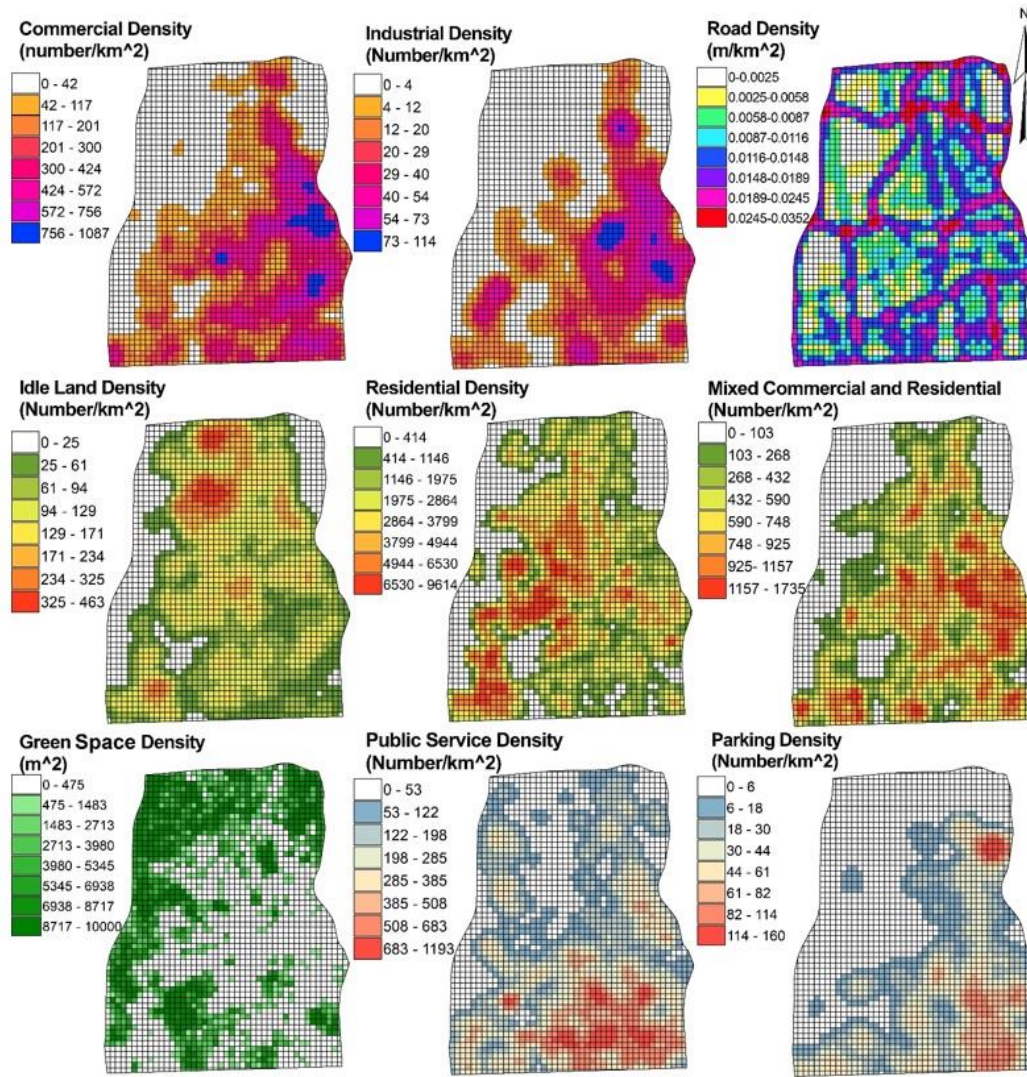 Commercial Density
(number/km^2)
0 - 42
42 - 117
117 - 201
201 - 300
300 - 424
424 - 572
572 - 756
756 - 1087
Industrial Density
(Number/km^2)
0 - 4
4 - 12
12 - 20
20 - 29
29 - 40
40 - 54
54 - 73
73 - 114
Road Density
(m/km^2)
0-0.0025
0.0025-0.0058
0.0058-0.0087
0.0087-0.0116
0.0116-0.0148
0.0148-0.0189
0.0189-0.0245
0.0245-0.0352
N
Idle Land Density
(Number/km^2)
0 - 25
25 - 61
61 - 94
94 - 129
129 - 171
171 - 234
234 - 325
325 - 463
Residential Density
(Number/km^2)
0 - 414
414 - 1146
1146 - 1975
1975 - 2864
2864 - 3799
3799 - 4944
4944 - 6530
6530 - 9614
Mixed Commercial and Residential
(Number/km^2)
0 - 103
103 - 268
268 - 432
432 - 590
590 - 748
748 - 925
925 - 1157
1157 - 1735
Green Space Density
(m^2)
0 - 475
475 - 1483
1483 - 2713
2713 - 3980
3980 - 5345
5345 - 6938
6938 - 8717
8717 - 10000
Public Service Density
(Number/km^2)
0 - 53
53 - 122
122 - 198
198 - 285
285 - 385
385 - 508
508 - 683
683 - 1193
Parking Density
(Number/km^2)
0 - 6
6 - 18
18 - 30
30 - 44
44 - 61
61 - 82
82 - 114
114 - 160